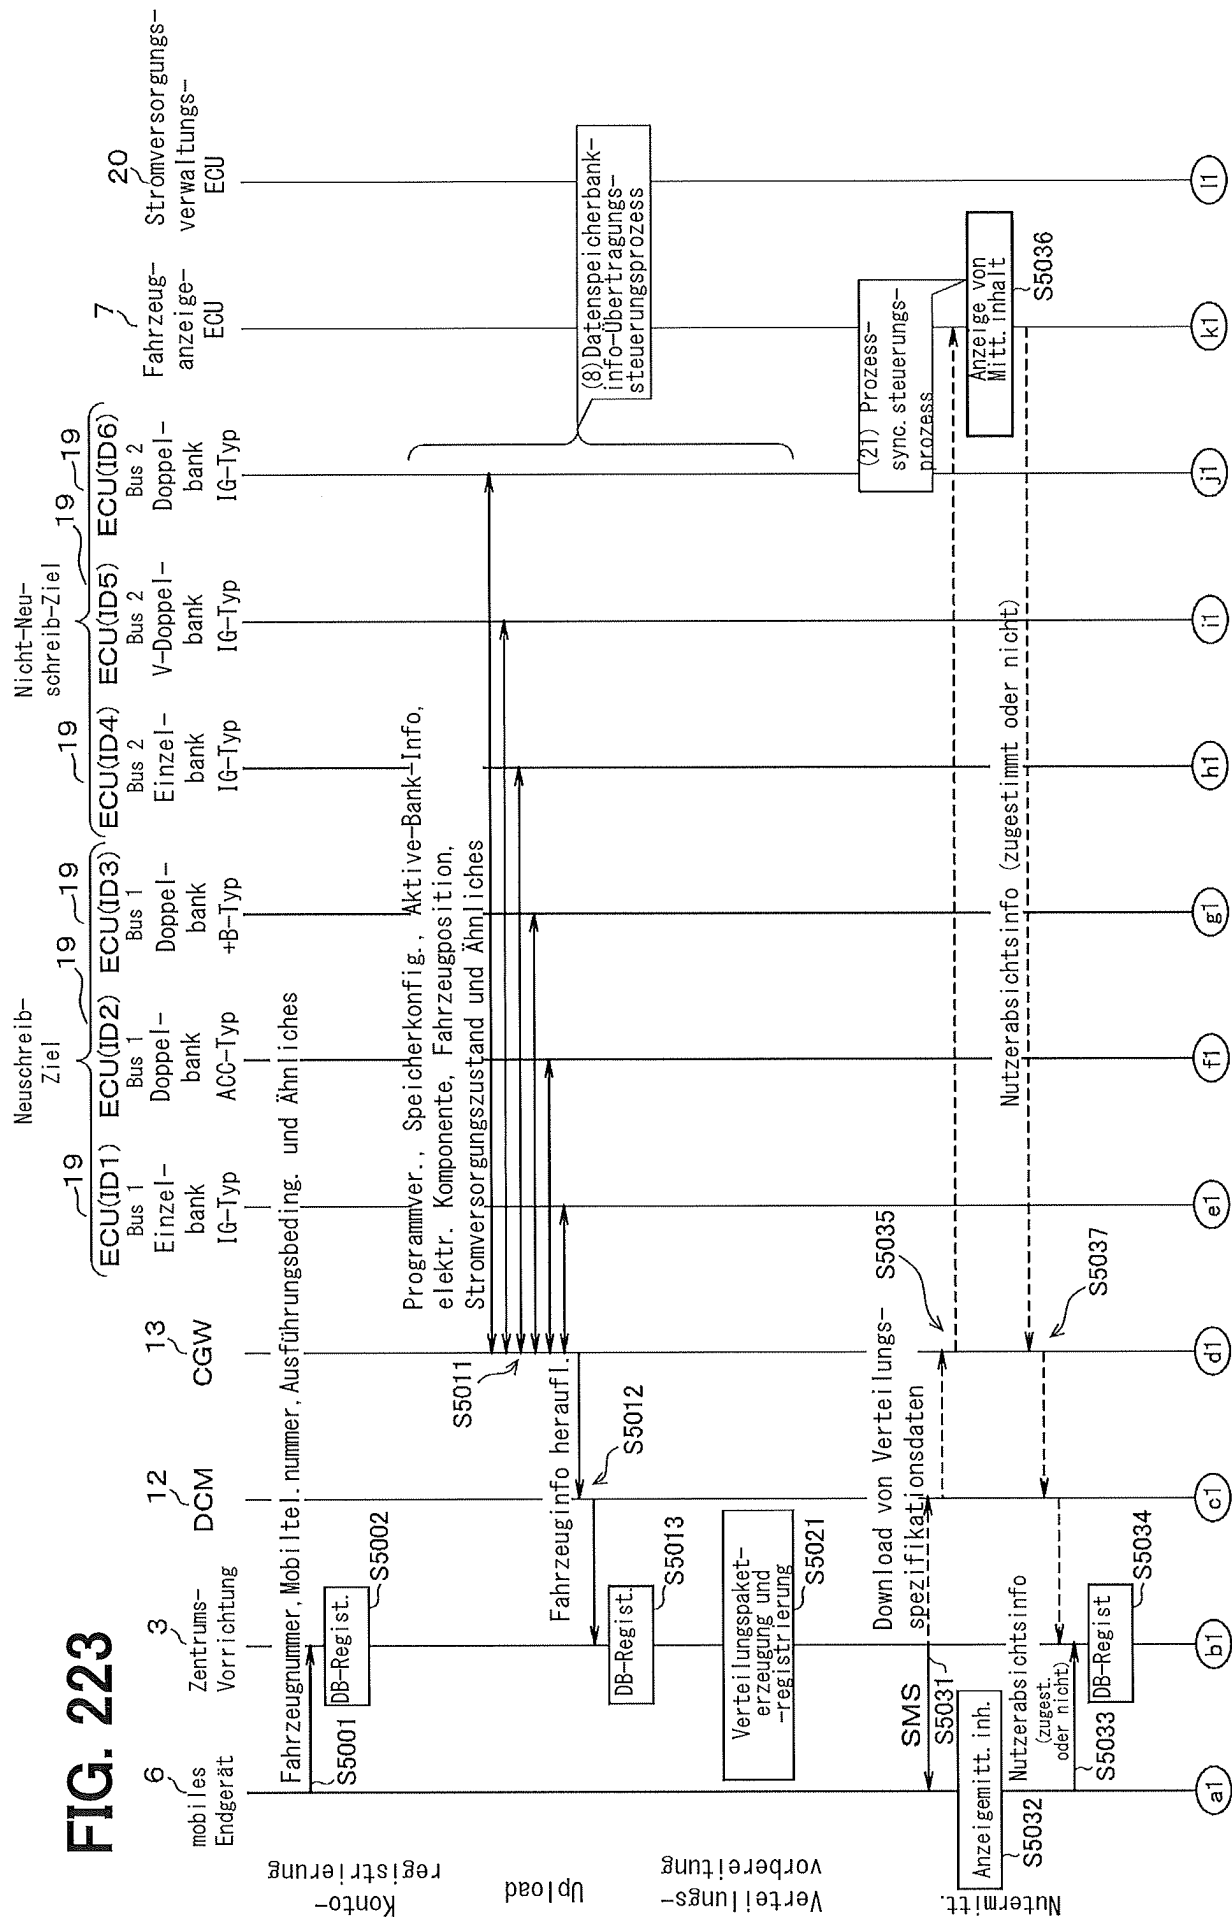 FIG. 223
6
mobiles
Endgerät
3
Zentrums-
Vorrichtung
12
DCM
13
CGW
Neuschreib-
Ziel
19
ECU(ID1)
Bus 1
Einzel-
bank
IG-Typ
19
ECU(ID2)
Bus 1
Doppel-
bank
ACC-Typ
19
ECU(ID3)
Bus 1
Doppel-
bank
+B-Typ
Nicht-Neu-
schreib-Ziel
19
ECU(ID4)
Bus 2
Einzel-
bank
IG-Typ
19
ECU(ID5)
Bus 2
V-Doppel-
bank
IG-Typ
19
ECU(ID6)
Bus 2
Doppel-
bank
IG-Typ
7
Fahrzeug-
anzeige-
ECU
20
Stromversorgungs-
verwaltungs-
ECU
Konto-
registrierung
Fahrzeugnummer, Mobiltel. nummer, Ausführungsbeding. und Ähnliches
S5001
DB-Regist.
S5002
Upload
Programmver., Speicherkonfig., Aktive-Bank-Info,
elektr. Komponente, Fahrzeugposition,
Stromversorgungszustand und Ähnliches
S5011
(8)Datenspeicherbank-
info-Übertragungs-
steuerungsprozess
Fahrzeuginfo heraufl.
S5012
DB-Regist.
S5013
Verteilungs-
vorbereitung
Verteilungspaket-
erzeugung und
-registrierung
S5021
Nutermitt.
SMS
S5031
Download von Verteilungs-
spezifikationsdaten
S5035
(21) Prozess-
sync. steuerungs-
prozess
Anzeigemitt. inh.
S5032
Anzeige von
Mitt. inhalt
S5036
Nutzerabsichtsinfo (zugestimmt oder nicht)
S5037
Nutzerabsichtsinfo
(zugest.
oder nicht)
S5033
DB-Regist
S5034
a1
b1
c1
d1
e1
f1
g1
h1
i1
j1
k1
l1